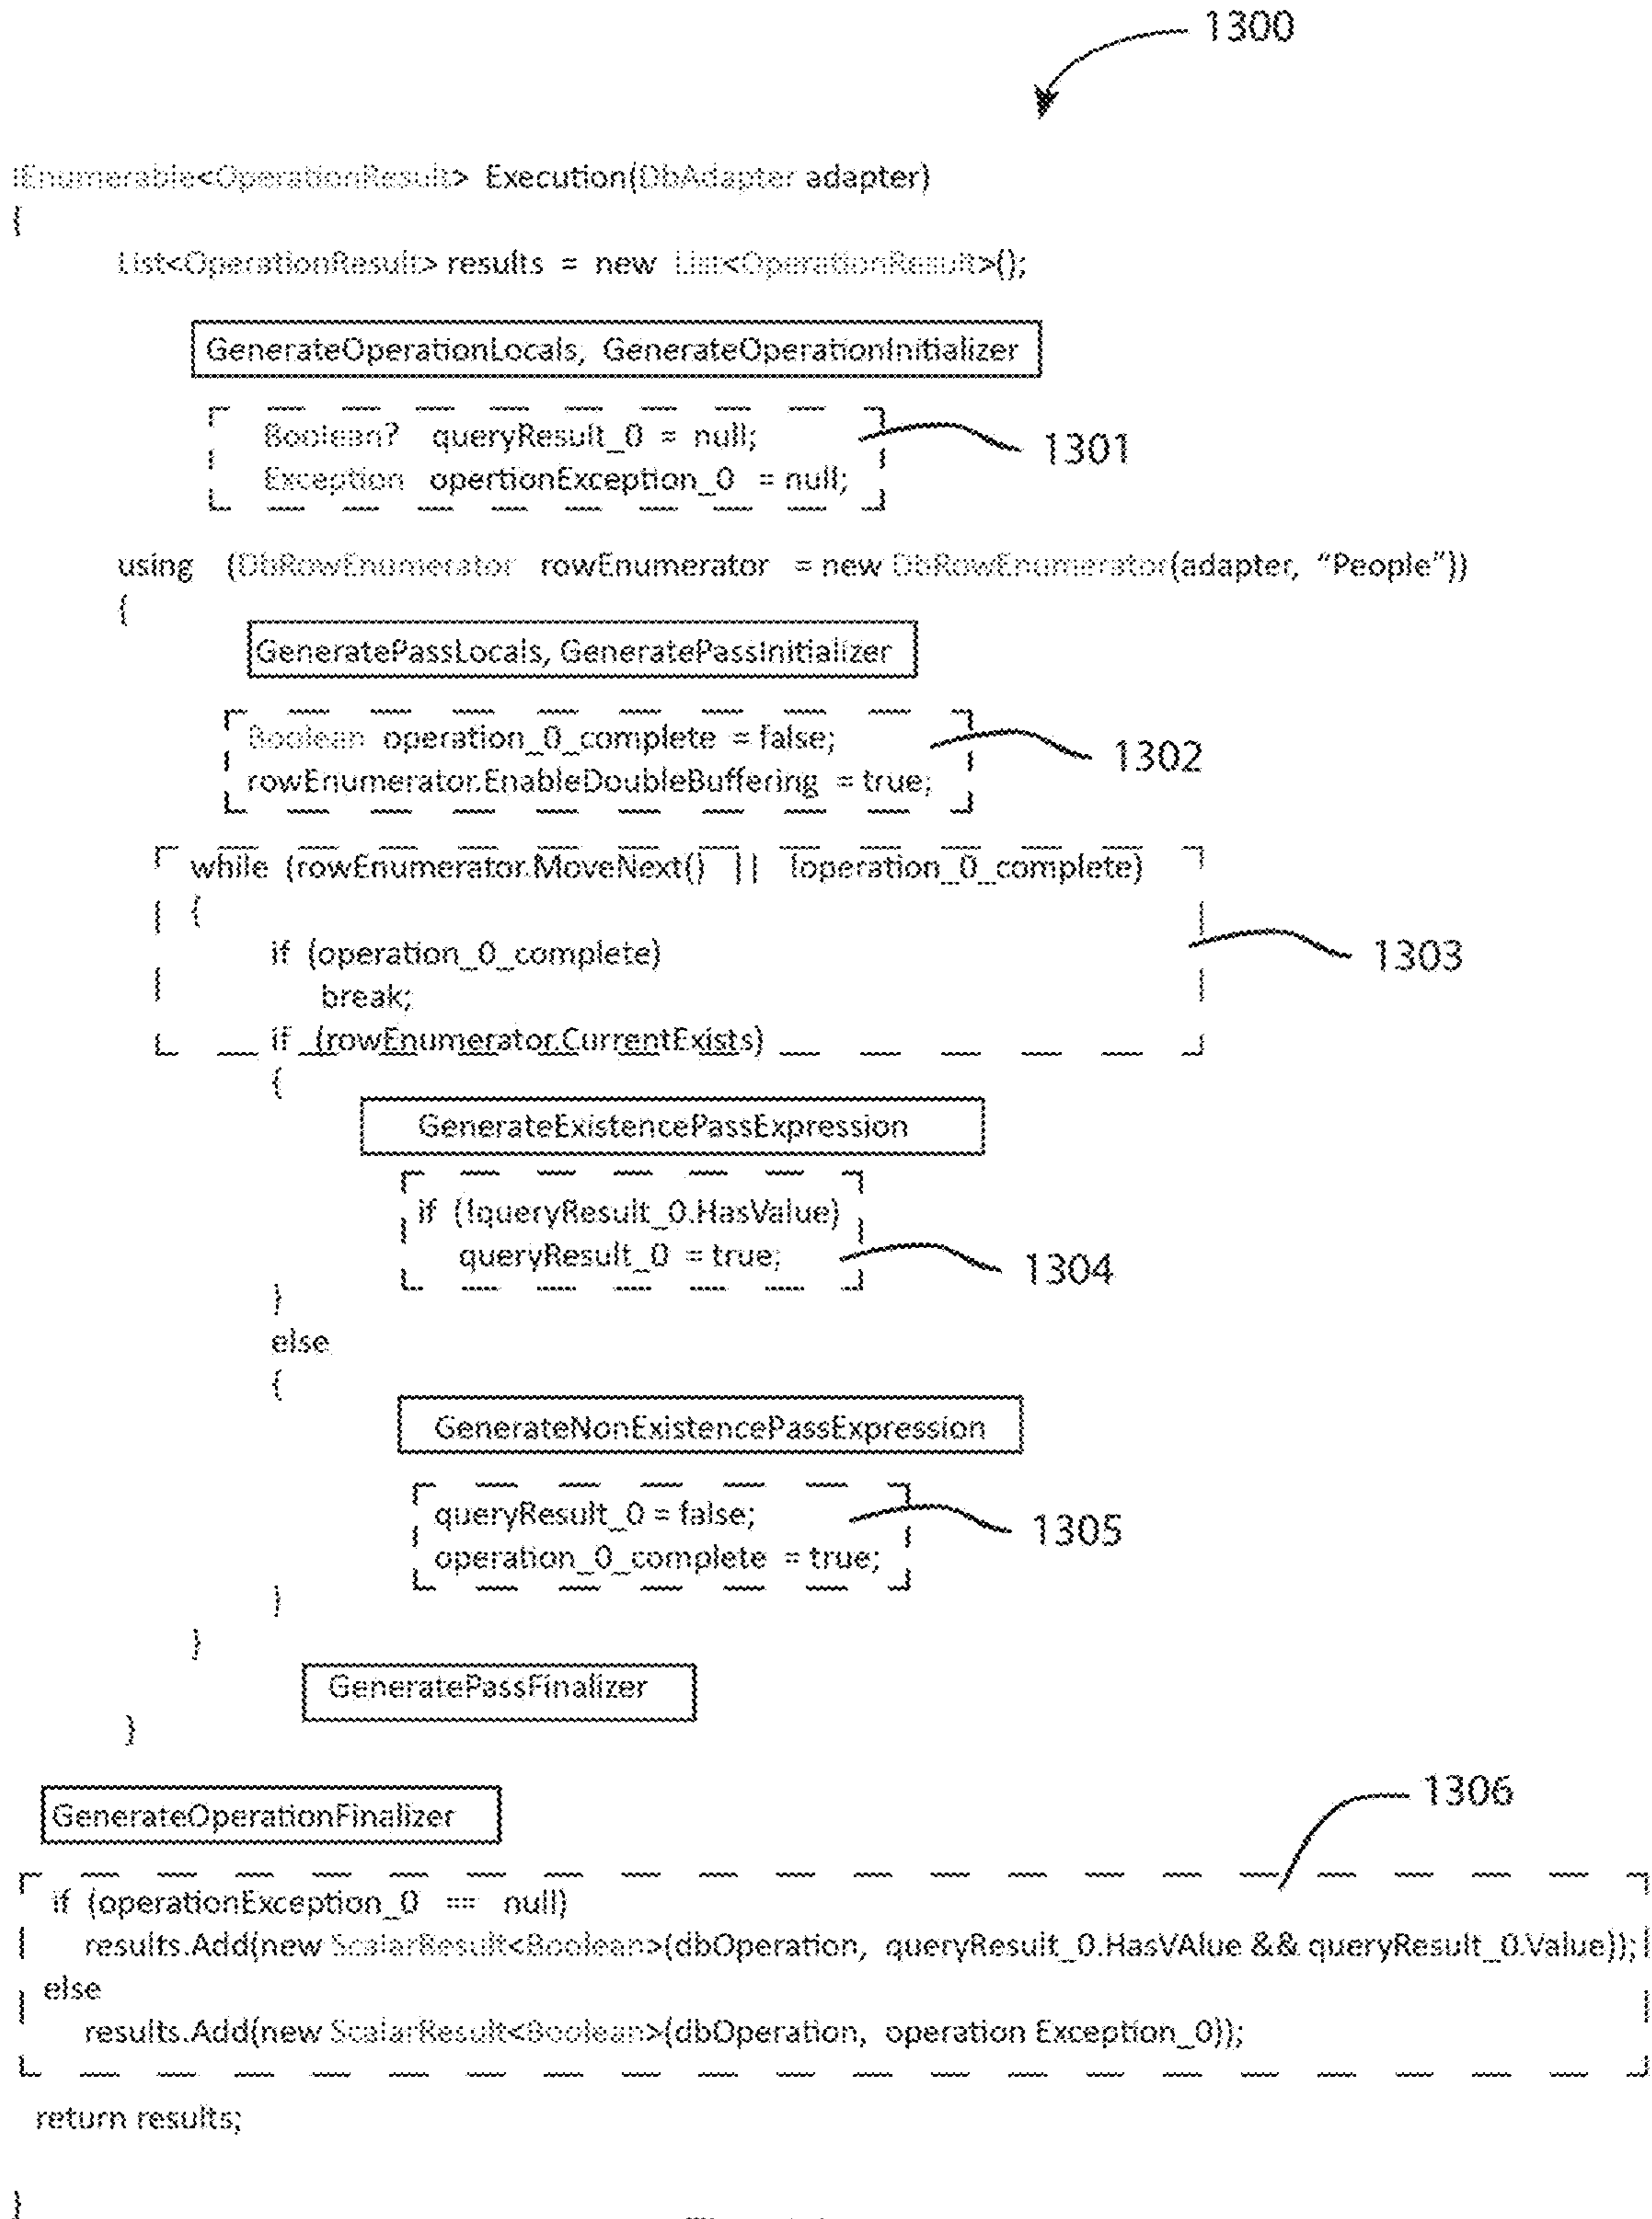 1300
IEnumerable<OperationResult> Execution(DbAdapter adapter)
{
List<OperationResult> results = new List<OperationResult>();
GenerateOperationLocals, GenerateOperationInitializer
Boolean? queryResult_0 = null;
1301
Exception opertionException_0 = null;
using (DbRowEnumerator rowEnumerator = new DbRowEnumerator(adapter, “People”))
{
GeneratePassLocals, GeneratePassInitializer
Boolean operation_0_complete = false;
1302
rowEnumerator.EnableDoubleBuffering = true;
while (rowEnumerator.MoveNext() || !operation_0_complete)
{
if (operation_0_complete)
1303
break;
if (rowEnumerator.CurrentExists)
{
GenerateExistencePassExpression
if (!queryResult_0.HasValue)
queryResult_0 = true;
1304
}
else
{
GenerateNonExistencePassExpression
queryResult_0 = false;
1305
operation_0_complete = true;
}
}
GeneratePassFinalizer
}
1306
GenerateOperationFinalizer
if (operationException_0 == null)
results.Add(new ScalarResult<Boolean>(dbOperation, queryResult_0.HasVAlue && queryResult_0.Value));
else
results.Add(new ScalarResult<Boolean>(dbOperation, operation Exception_0));
return results;
}